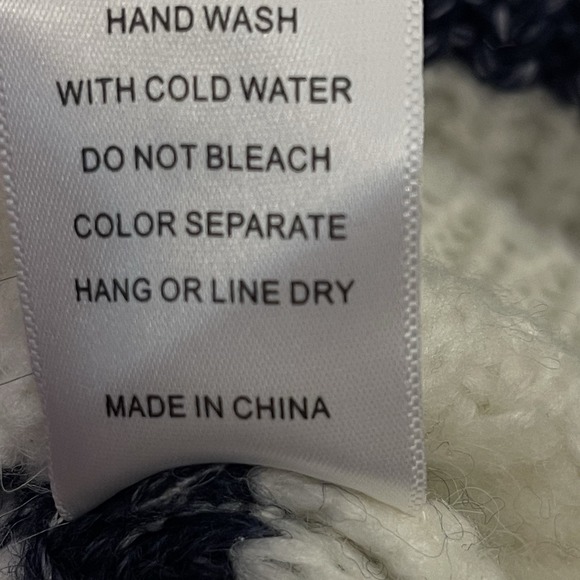 HAND WASH
WITH COLD WATER
DO NOT BLEACH
COLOR SEPARATE
HANG OR LINE DRY
MADE IN CHINA